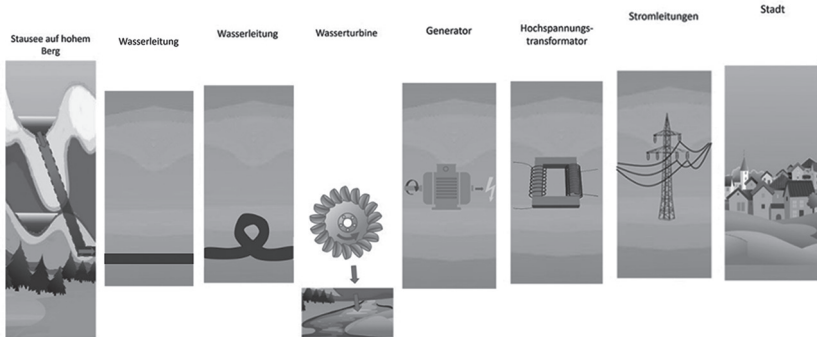 Stausee auf hohem
Berg
Wasserleitung
Wasserleitung
Wasserturbine
Generator
Hochspannungs-
transformator
Stromleitungen
Stadt